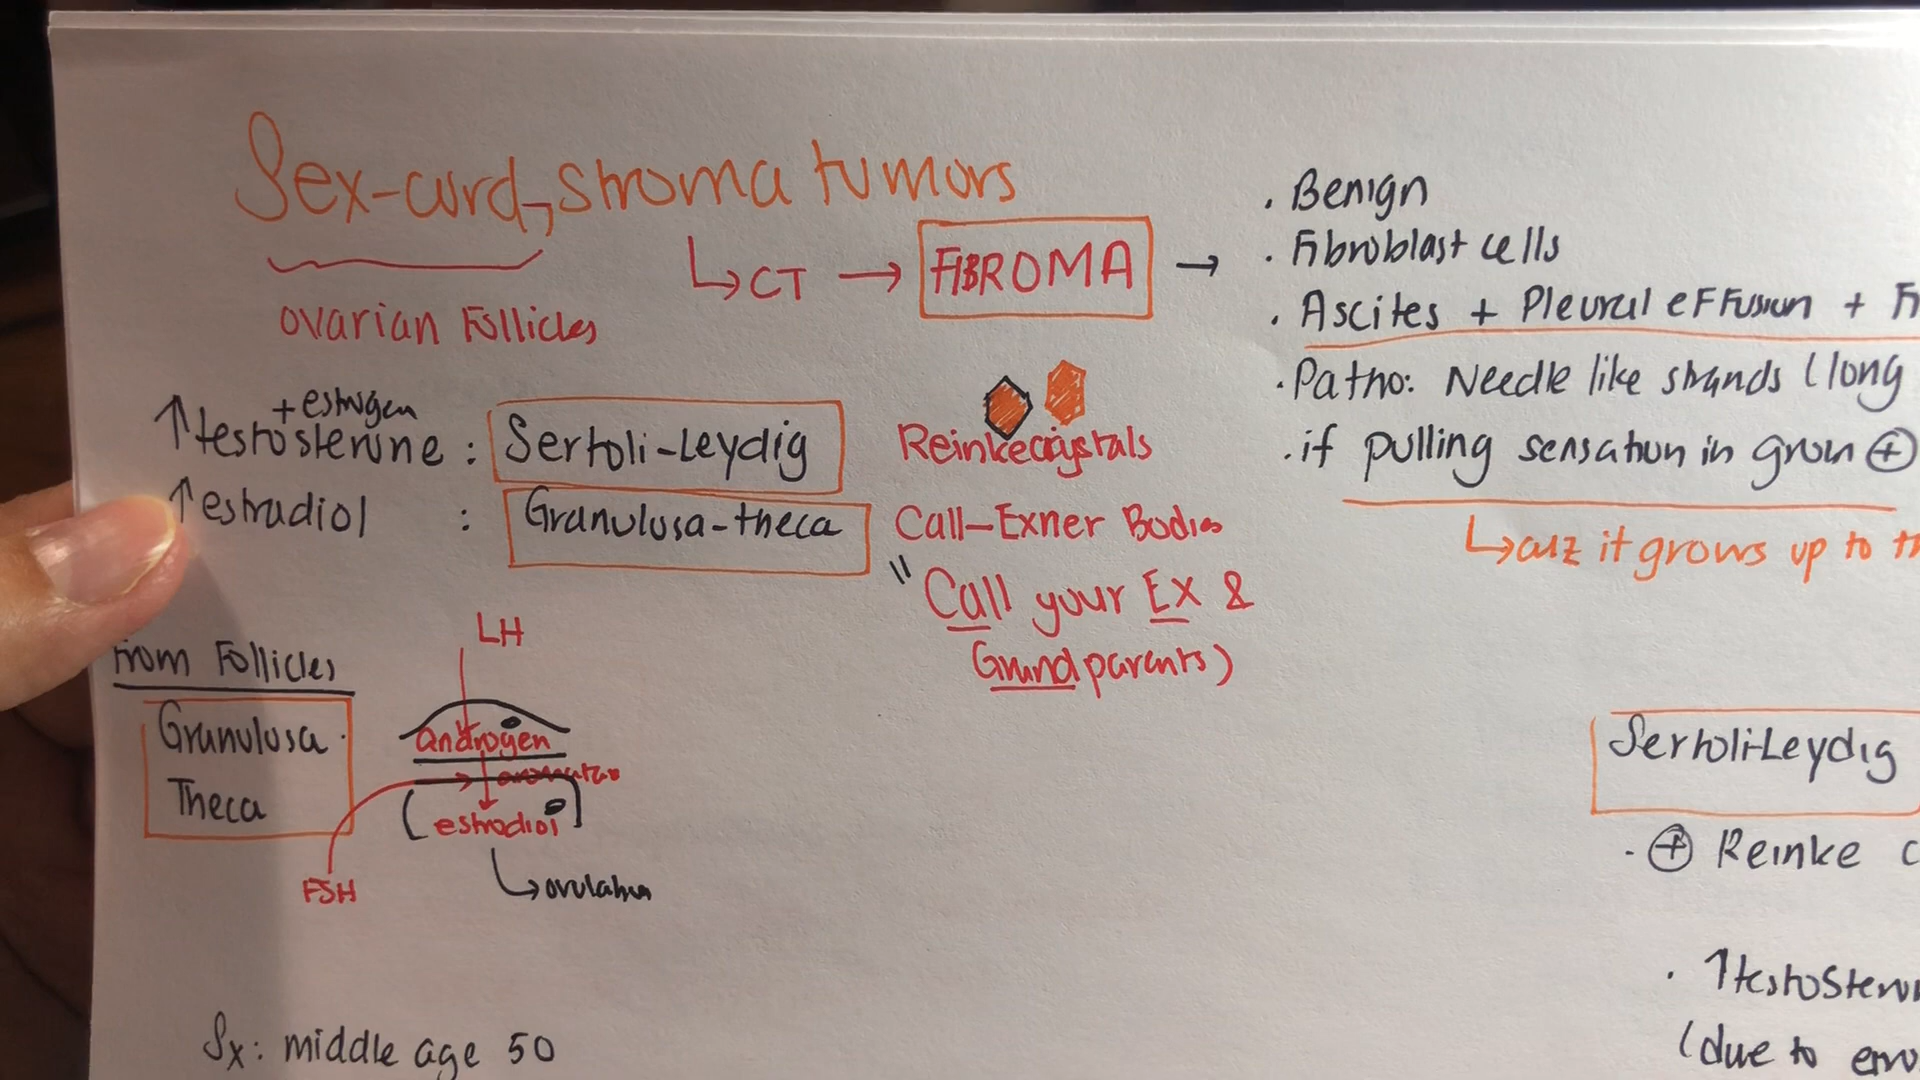 Sex-cord, stroma tumors
ovarian Follicles
↳CT → FIBROMA →
. Benign
. Fibroblast cells
. Ascites + Pleural eFFusion + Fi
. Patho: Needle like strands (long
. if pulling sensation in groin ⊕
↳cuz it grows up to th
+ estrogen
↑testosterone : Sertoli-Leydig
Reinke crystals
↑estradiol : Granulosa-theca
Call-Exner Bodies
"Call your Ex &
Grandparents)
From Follicles
Granulosa.
Theca
LH
androgen
estradiol
FSH
↳ovulation
Sertoli-Leydig
. ⊕ Reinke c
. ↑testostero
(due to
Sx: middle age 50